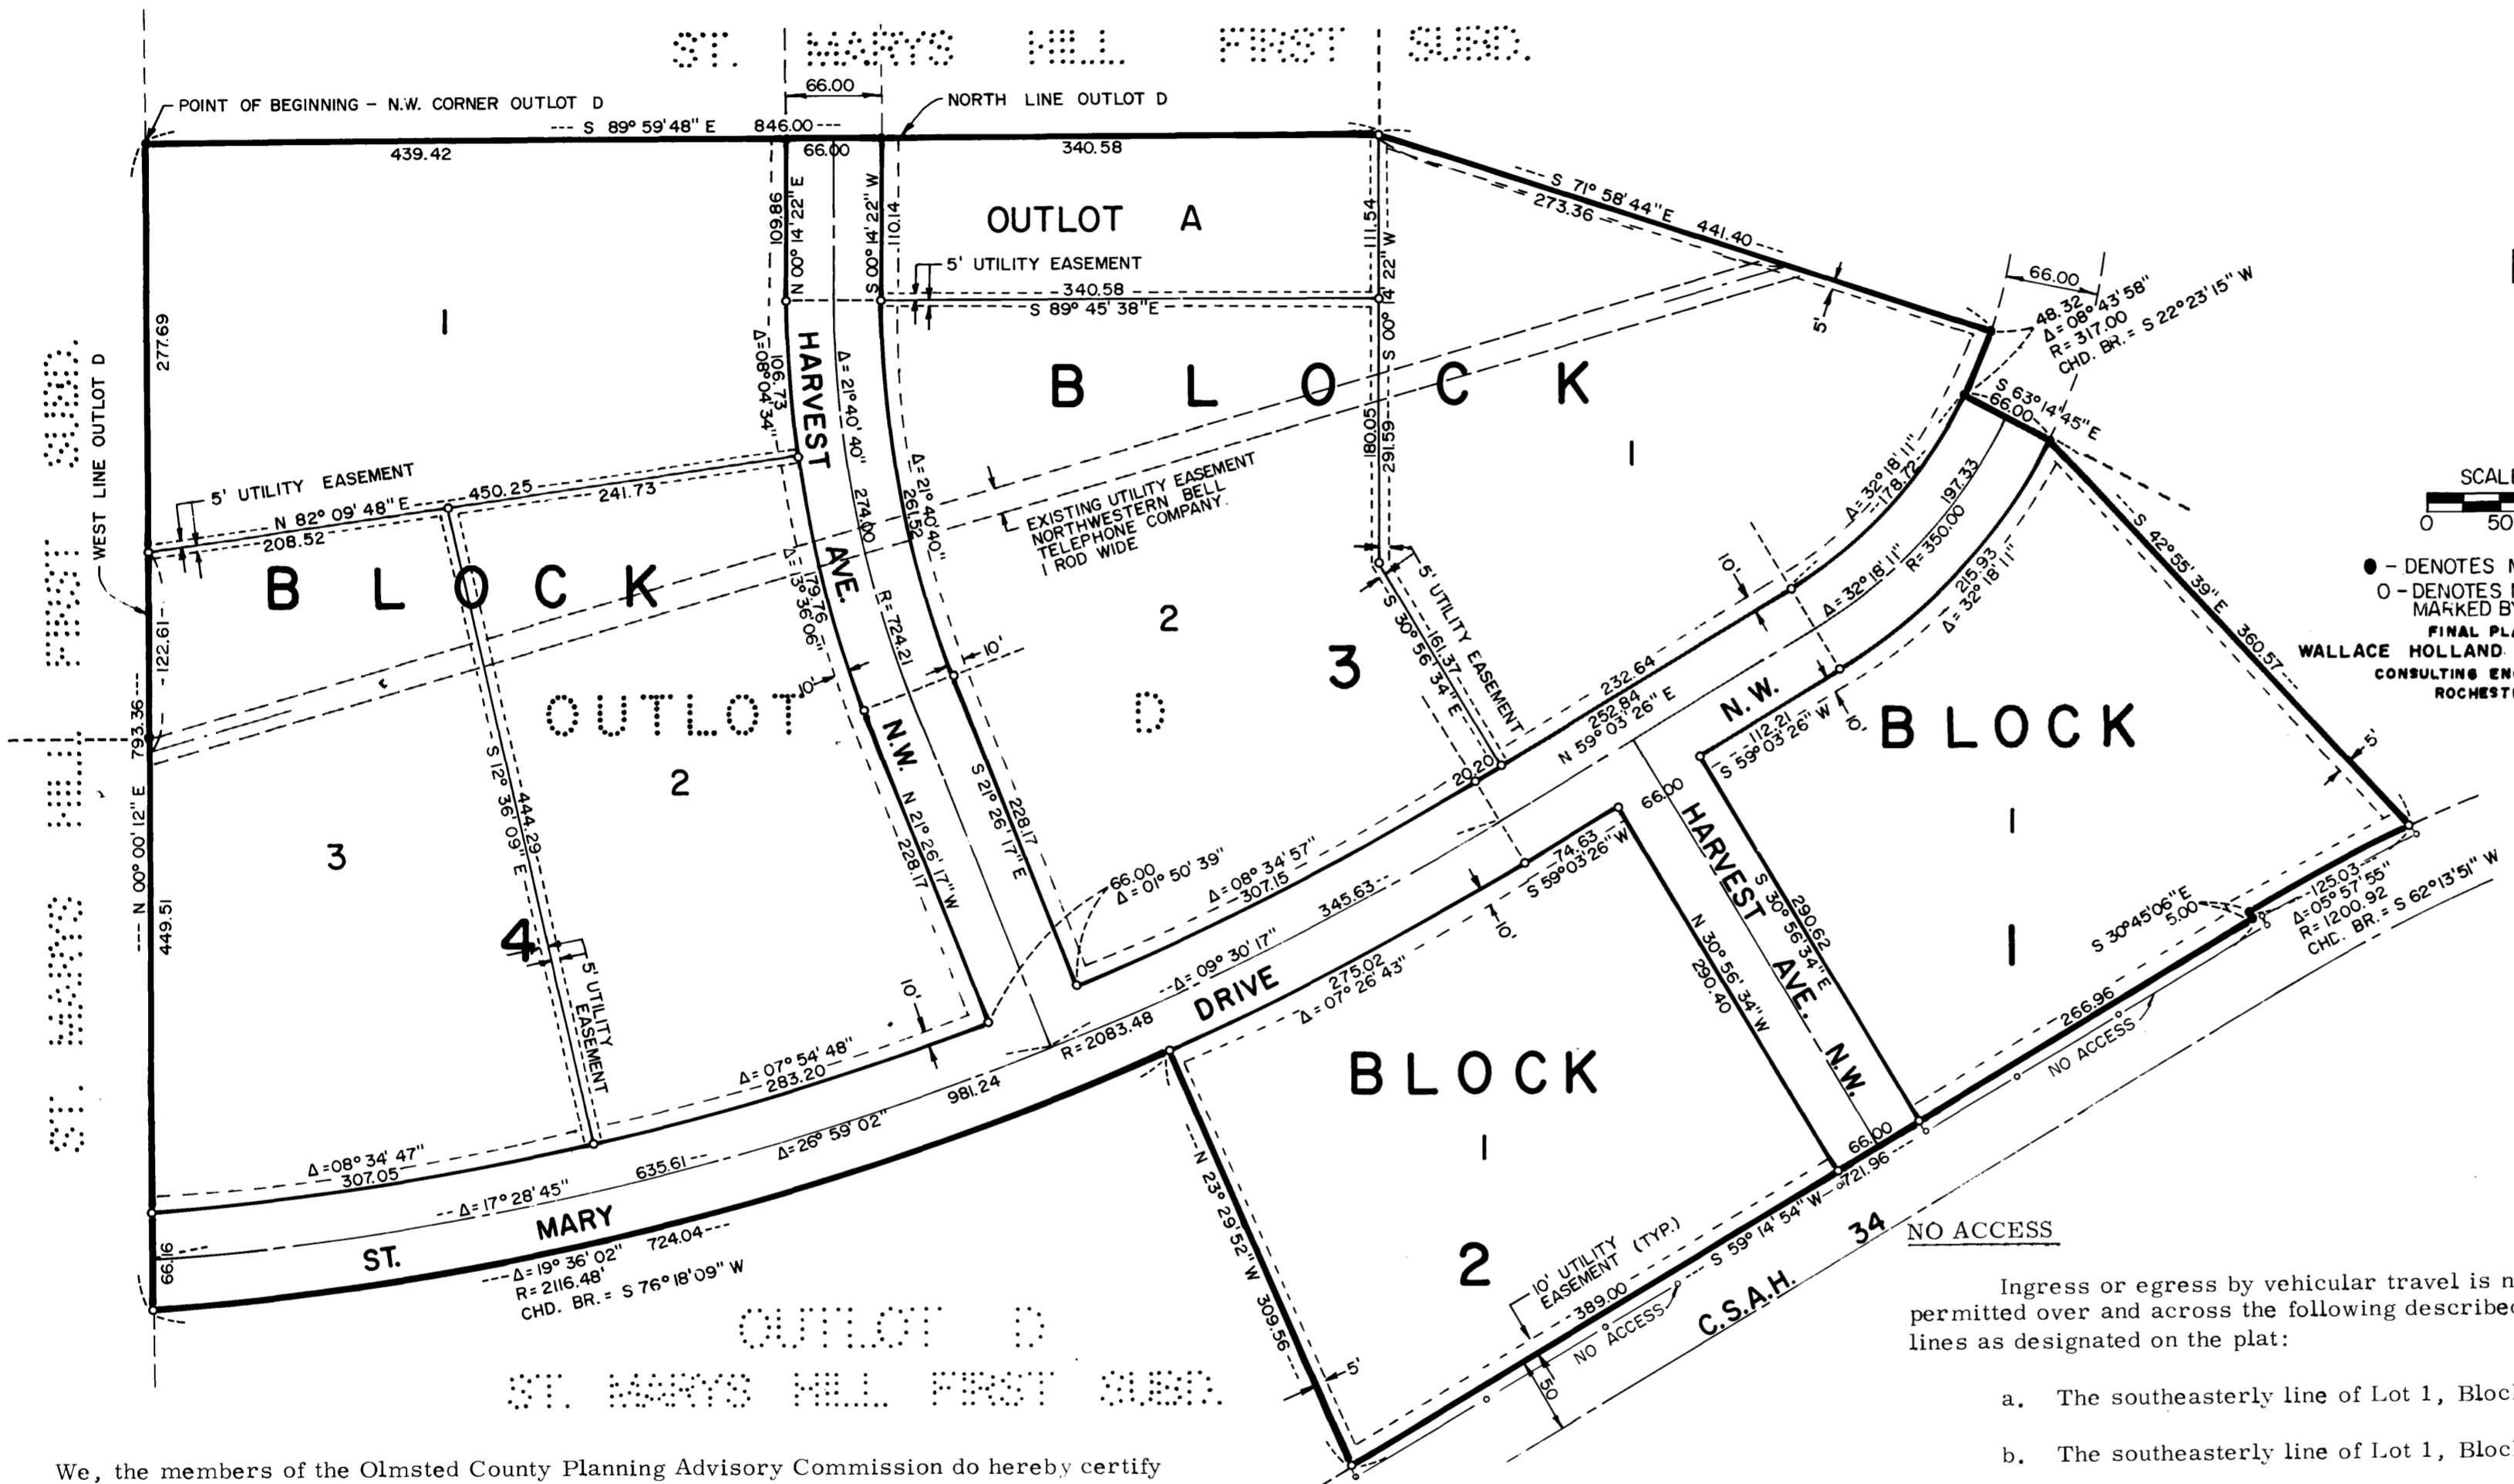 ST. MARYS HILL FIRST SUBD.
66.00
POINT OF BEGINNING - N.W. CORNER OUTLOT D
NORTH LINE OUTLOT D
--- S 89° 59' 48" E 846.00 ---
439.42
66.00
340.58
109.86
N 00° 14' 22" E
S 00° 14' 22" W
110.14
OUTLOT A
111.54
S 00° 14' 22" W
5' UTILITY EASEMENT
340.58
S 89° 45' 38" E
S 71° 58' 44" E 441.40
273.36
5'
66.00
48.32
Δ= 08° 43' 58"
R= 317.00
CHD. BR. = S 22° 23' 15" W
S 63° 14' 45" E
66.00
277.69
1
WEST LINE OUTLOT D
ST. MARYS HILL FIRST SUBD.
Δ=08° 04' 34"
106.73
HARVEST AVE. N.W.
Δ= 21° 40' 40"
274.00
R=724.21
Δ= 21° 40' 40"
261.52
BLOCK
1
180.05
291.59
5' UTILITY EASEMENT
N 82° 09' 48" E 450.25
208.52
241.73
EXISTING UTILITY EASEMENT
NORTHWESTERN BELL
TELEPHONE COMPANY.
1 ROD WIDE
Δ= 32° 18' 11"
178.72
197.33
R= 350.00
Δ= 32° 18' 11"
215.93
Δ= 32° 18' 11"
S 42° 55' 39" E 360.57
5'
SCALE
0 50
● - DENOTES
O - DENOTES
MARKED BY
FINAL
WALLACE HOLLAND
CONSULTING
BLOCK
122.61
793.36
N 00° 00' 12" E
449.51
Δ= 13° 36' 06"
179.76
10'
10'
2
3
D
5' UTILITY EASEMENT
161.37
S 30° 56' 34" E
10'
232.64
252.84
N 59° 03' 26" E
20.20
N.W.
112.21
S 59° 03' 26" W
10'
BLOCK
1
1
OUTLOT
2
3
4
S 12° 36' 09" E
444.29
5' UTILITY
EASEMENT
N 21° 26' 17" W
228.17
S 21° 26' 17" E
228.17
66.00
Δ= 01° 50' 39"
Δ= 08° 34' 57"
307.15
345.63
Δ= 09° 30' 17"
DRIVE
275.02
Δ= 07° 26' 43"
74.63
S 59° 03' 26" W
10'
66.00
HARVEST AVE. N.W.
S 30° 56' 34" E
290.62
N 30° 56' 34" W
290.40
S 30° 45' 06" E
5.00
125.03
Δ= 05° 57' 55"
R= 1200.92
CHD. BR. = S 62° 13' 51" W
266.96
NO ACCESS
10'
Δ= 07° 54' 48"
283.20
R= 2083.48
981.24
Δ= 26° 59' 02"
635.61
Δ= 17° 28' 45"
Δ=08° 34' 47"
307.05
66.16
ST. MARY
724.04
Δ= 19° 36' 02"
R= 2116.48'
CHD. BR. = S 76° 18' 09" W
BLOCK
1
2
N 23° 29' 52" W 309.56
5'
66.00
721.96
S 59° 14' 54" W
10' UTILITY
EASEMENT (TYP.)
389.00
NO ACCESS
50
C.S.A.H. 34
OUTLOT D
ST. MARYS HILL FIRST SUBD.
NO ACCESS
Ingress or egress by vehicular travel is
permitted over and across the following
lines as designated on the plat:
a. The southeasterly line of Lot 1,
b. The southeasterly line of Lot 1,
We, the members of the Olmsted County Planning Advisory Commission do hereby certify